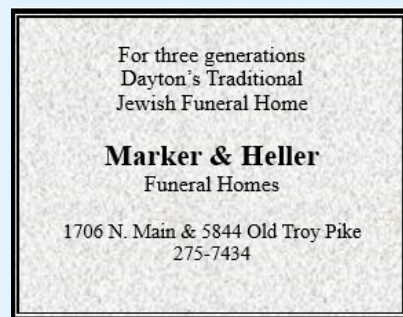 For three generations
Dayton's Traditional
Jewish Funeral Home
Marker & Heller
Funeral Homes
1706 N. Main & 5844 Old Troy Pike
275-7434